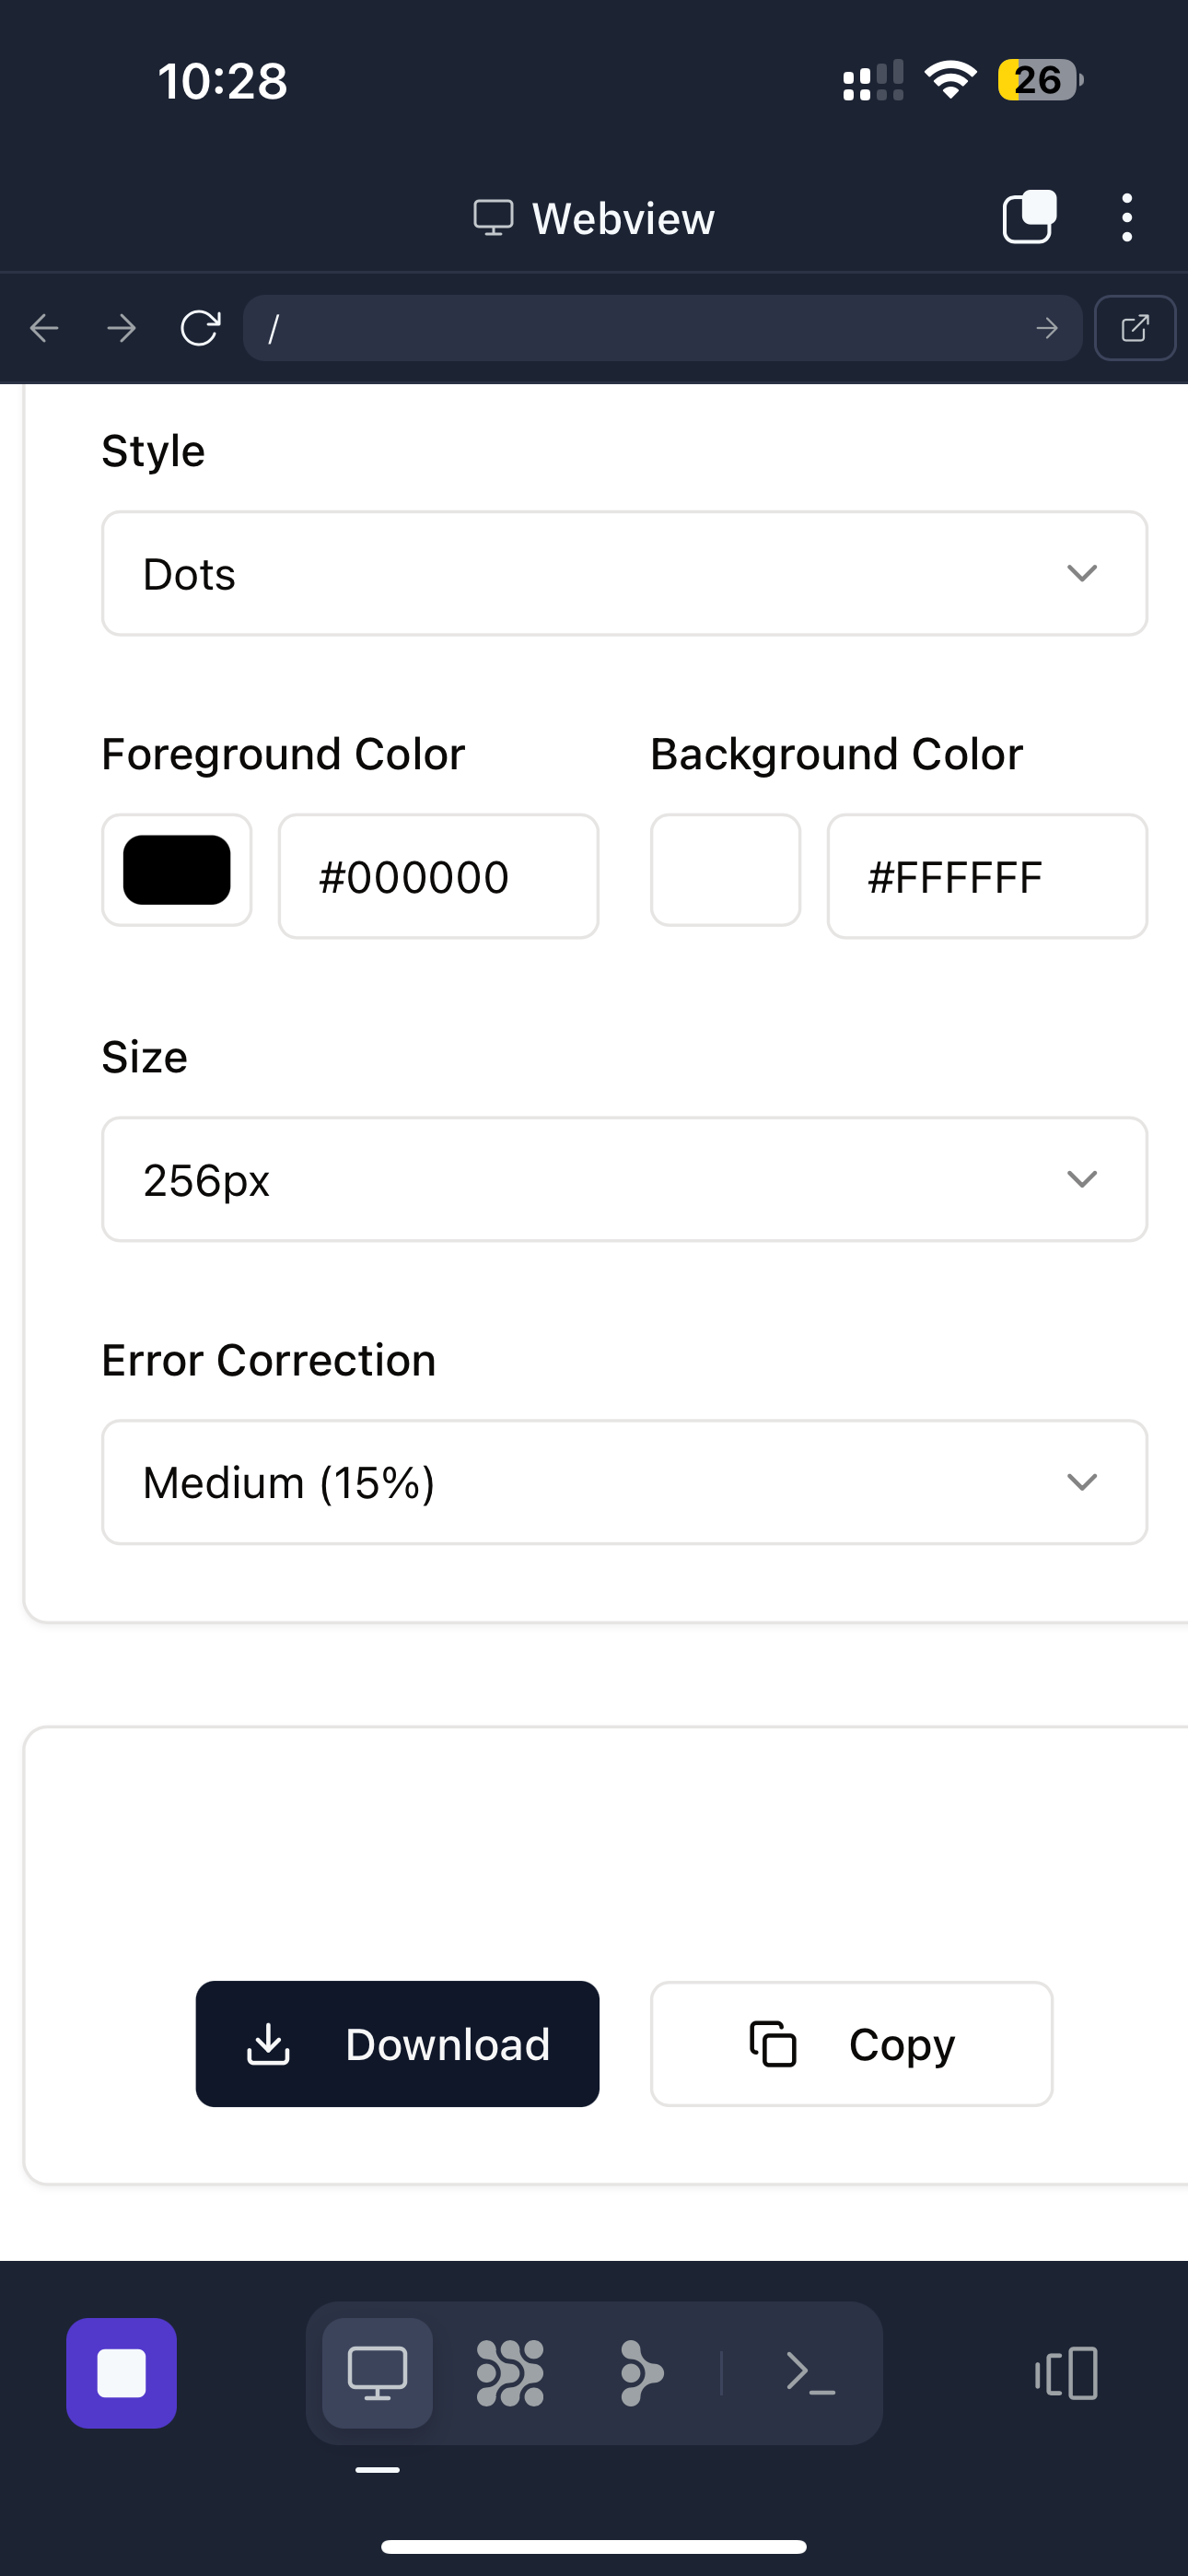 10:28
26
Webview
/
Style
Dots
Foreground Color
Background Color
#000000
#FFFFFF
Size
256px
Error Correction
Medium (15%)
Download
Copy